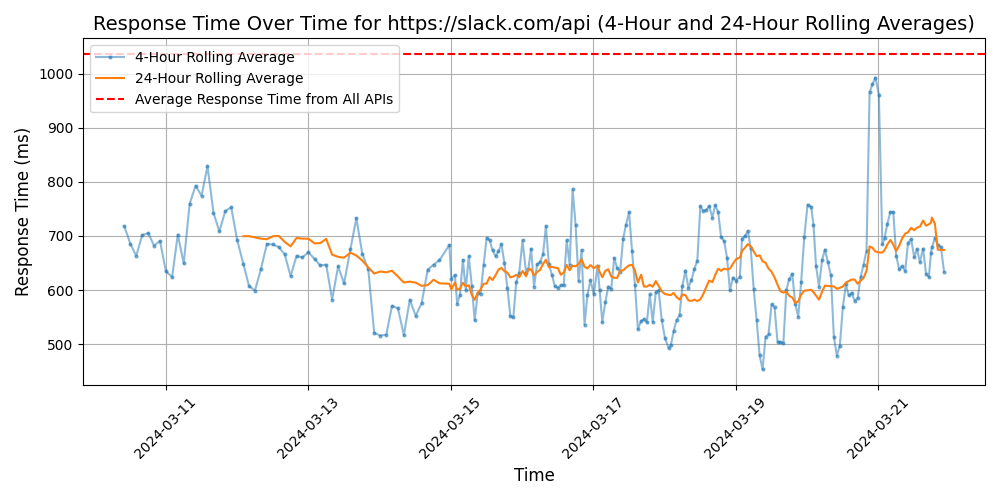 Response Time Over Time for https://slack.com/api (4-Hour and 24-Hour Rolling Averages)
4-Hour Rolling Average
24-Hour Rolling Average
Average Response Time from All APIs
Response Time (ms)
1000
900
800
700
600
500
2024-03-11
2024-03-13
2024-03-15
2024-03-17
2024-03-19
2024-03-21
Time